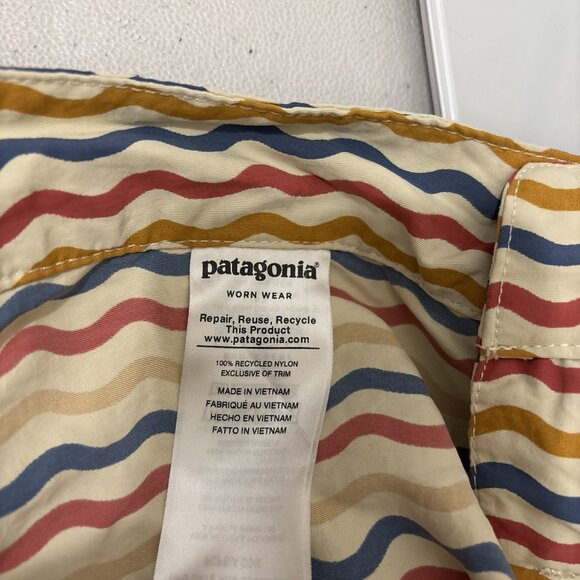 patagonia®
WORN WEAR
Repair, Reuse, Recycle
This Product
www.patagonia.com
100% RECYCLED NYLON
EXCLUSIVE OF TRIM
MADE IN VIETNAM
FABRIQUÉ AU VIETNAM
HECHO EN VIETNAM
FATTO IN VIETNAM